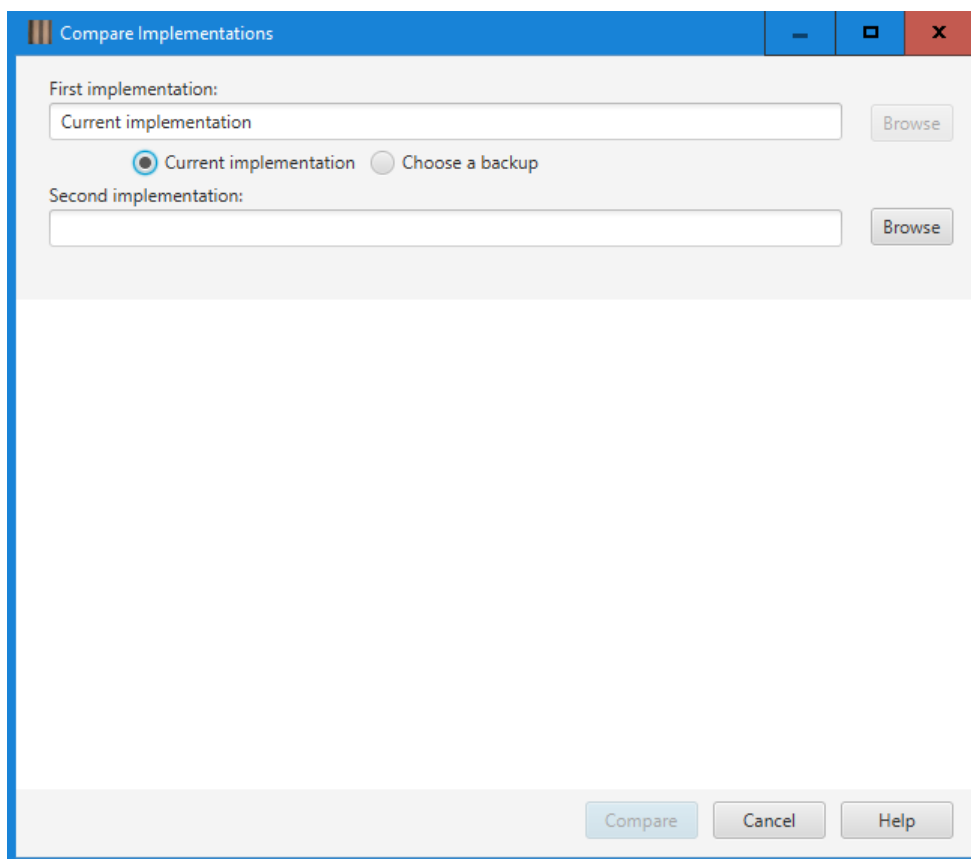 Compare Implementations
First implementation:
Current implementation
Browse
Current implementation Choose a backup
Second implementation:
Browse
Compare Cancel Help